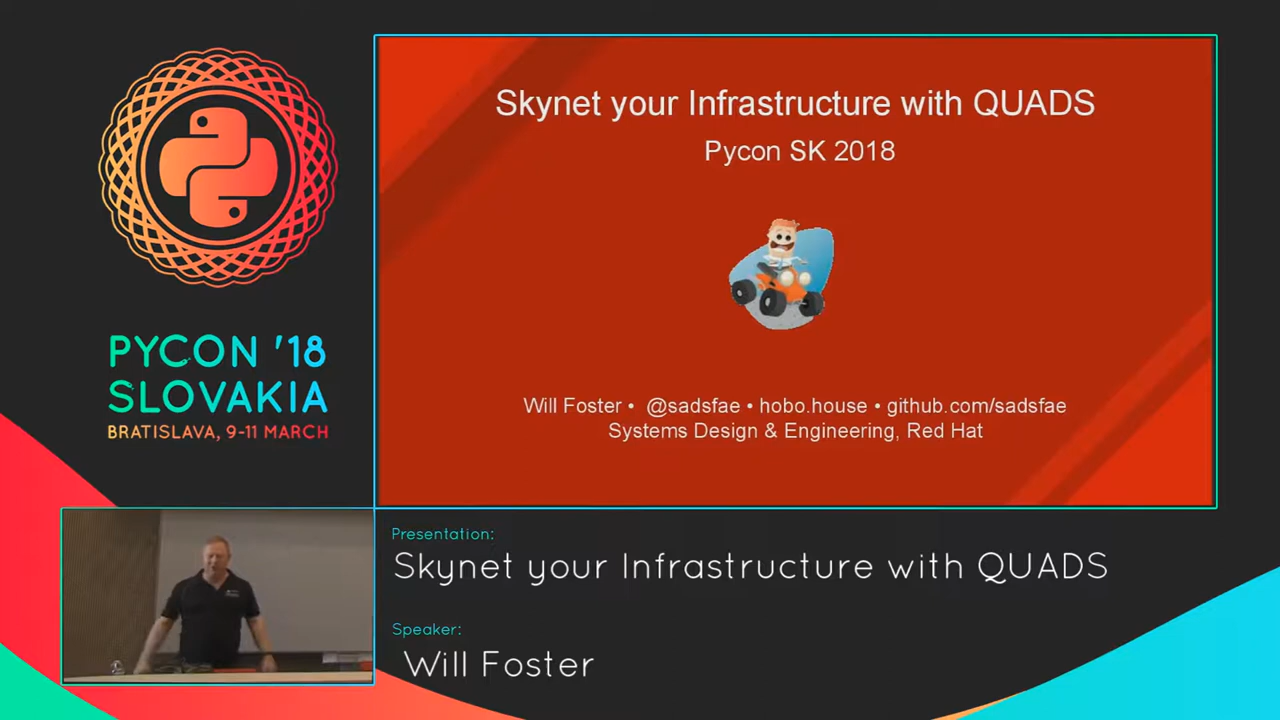 PYCON '18
SLOVAKIA
BRATISLAVA, 9-11 MARCH
Skynet your Infrastructure with QUADS
Pycon SK 2018
Will Foster • @sadsfae • hobo.house • github.com/sadsfae
Systems Design & Engineering, Red Hat
Presentation:
Skynet your Infrastructure with QUADS
Speaker:
Will Foster